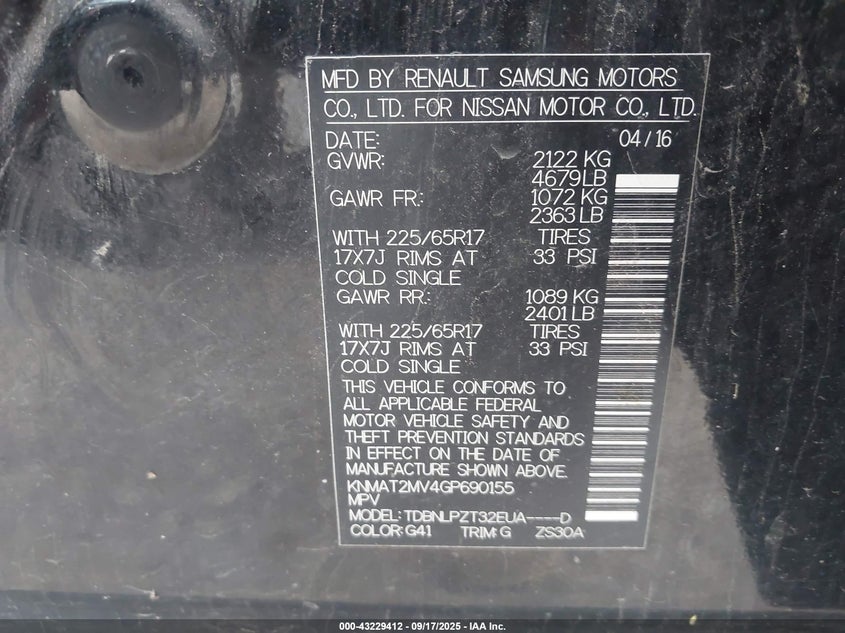 MFD BY RENAULT SAMSUNG MOTORS
CO., LTD. FOR NISSAN MOTOR CO., LTD.
DATE: 04/16
GVWR: 2122 KG
4679 LB
GAWR FR.: 1072 KG
2363 LB
WITH 225/65R17 TIRES
17X7J RIMS AT 33 PSI
COLD SINGLE
GAWR RR.: 1089 KG
2401 LB
WITH 225/65R17 TIRES
17X7J RIMS AT 33 PSI
COLD SINGLE
THIS VEHICLE CONFORMS TO
ALL APPLICABLE FEDERAL
MOTOR VEHICLE SAFETY AND
THEFT PREVENTION STANDARDS
IN EFFECT ON THE DATE OF
MANUFACTURE SHOWN ABOVE.
KNMAT2MV4GP690155
MPV
MODEL: TDBNLPZT32EUA----D
COLOR: G41 TRIM: G ZS30A
000-43229412 - 09/17/2025 - IAA Inc.